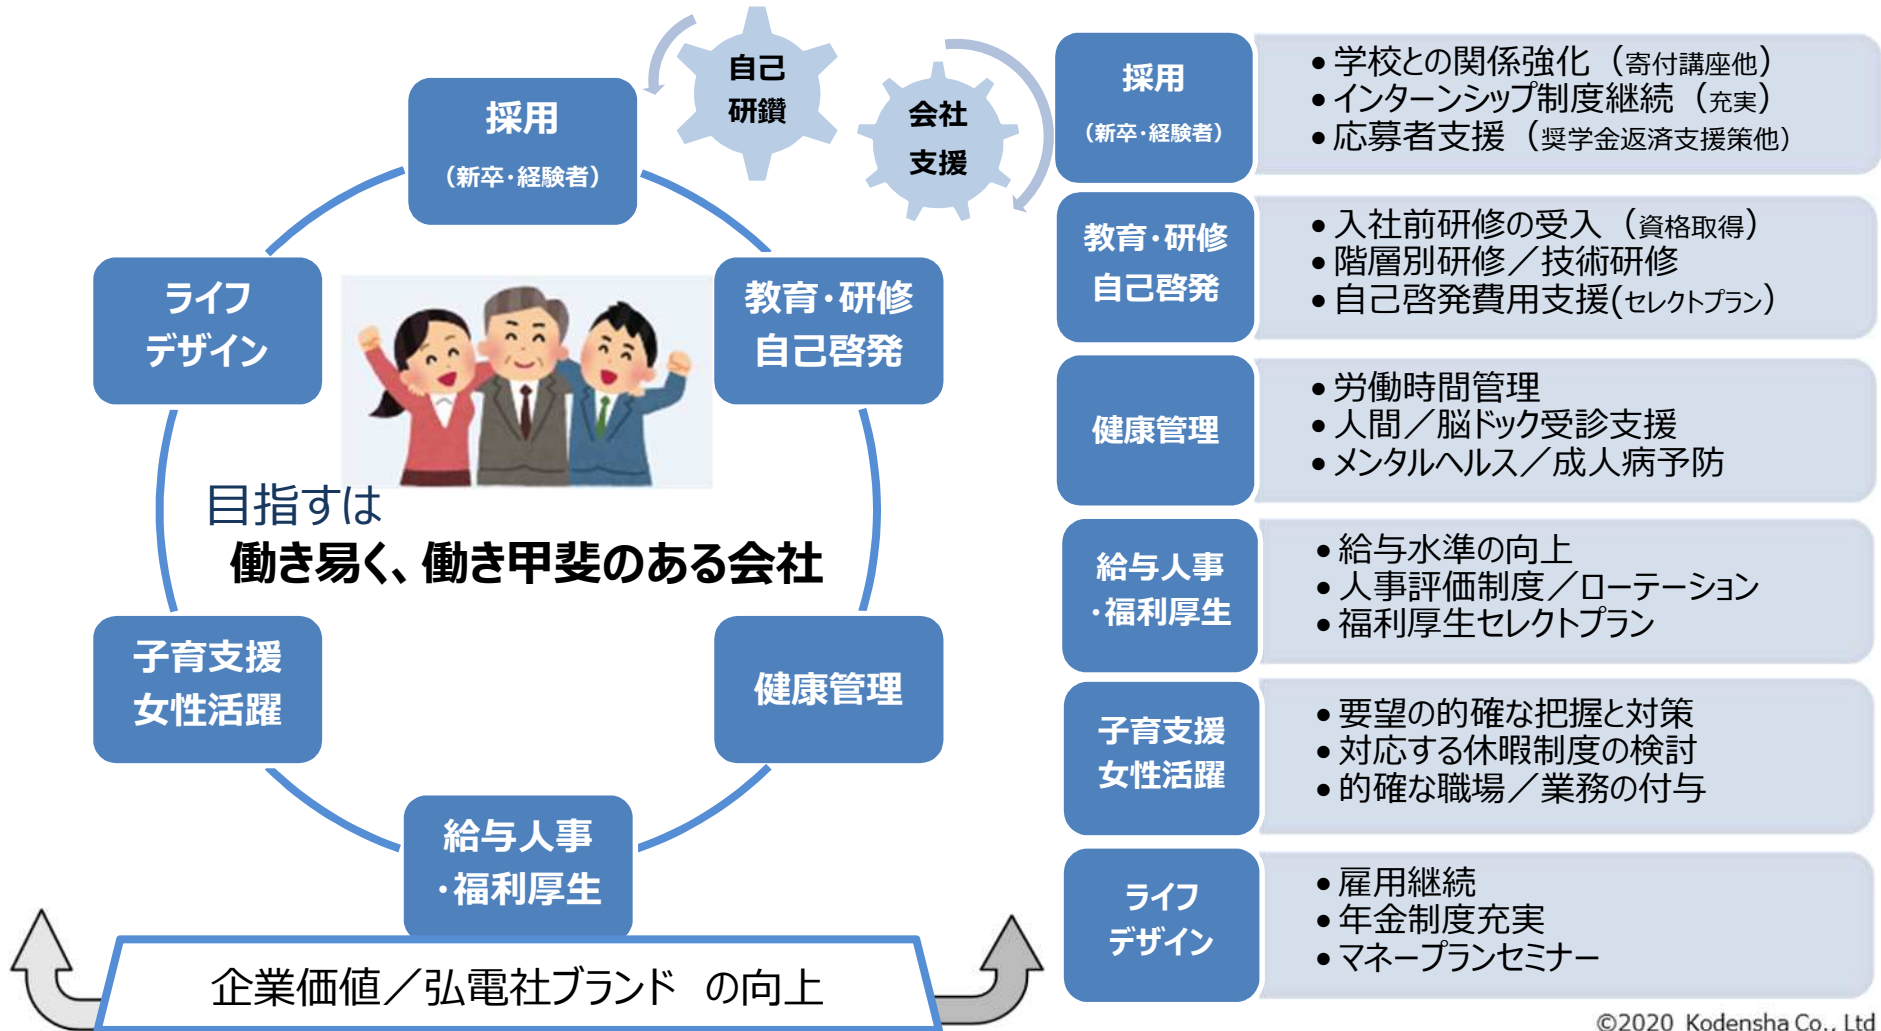 自己
研鑽
会社
支援
採用
（新卒・経験者）
教育・研修
自己啓発
健康管理
給与人事
・福利厚生
子育支援
女性活躍
ライフ
デザイン
目指すは
働き易く、働き甲斐のある会社
企業価値／弘電社ブランド　の向上
採用
（新卒・経験者）
•学校との関係強化（寄付講座他）
•インターンシップ制度継続（充実）
•応募者支援（奨学金返済支援策他）
教育・研修
自己啓発
•入社前研修の受入（資格取得）
•階層別研修／技術研修
•自己啓発費用支援(セレクトプラン）
健康管理
•労働時間管理
•人間／脳ドック受診支援
•メンタルヘルス／成人病予防
給与人事
・福利厚生
•給与水準の向上
•人事評価制度／ローテーション
•福利厚生セレクトプラン
子育支援
女性活躍
•要望の的確な把握と対策
•対応する休暇制度の検討
•的確な職場／業務の付与
ライフ
デザイン
•雇用継続
•年金制度充実
•マネープランセミナー
©2020 Kodensha Co., Ltd